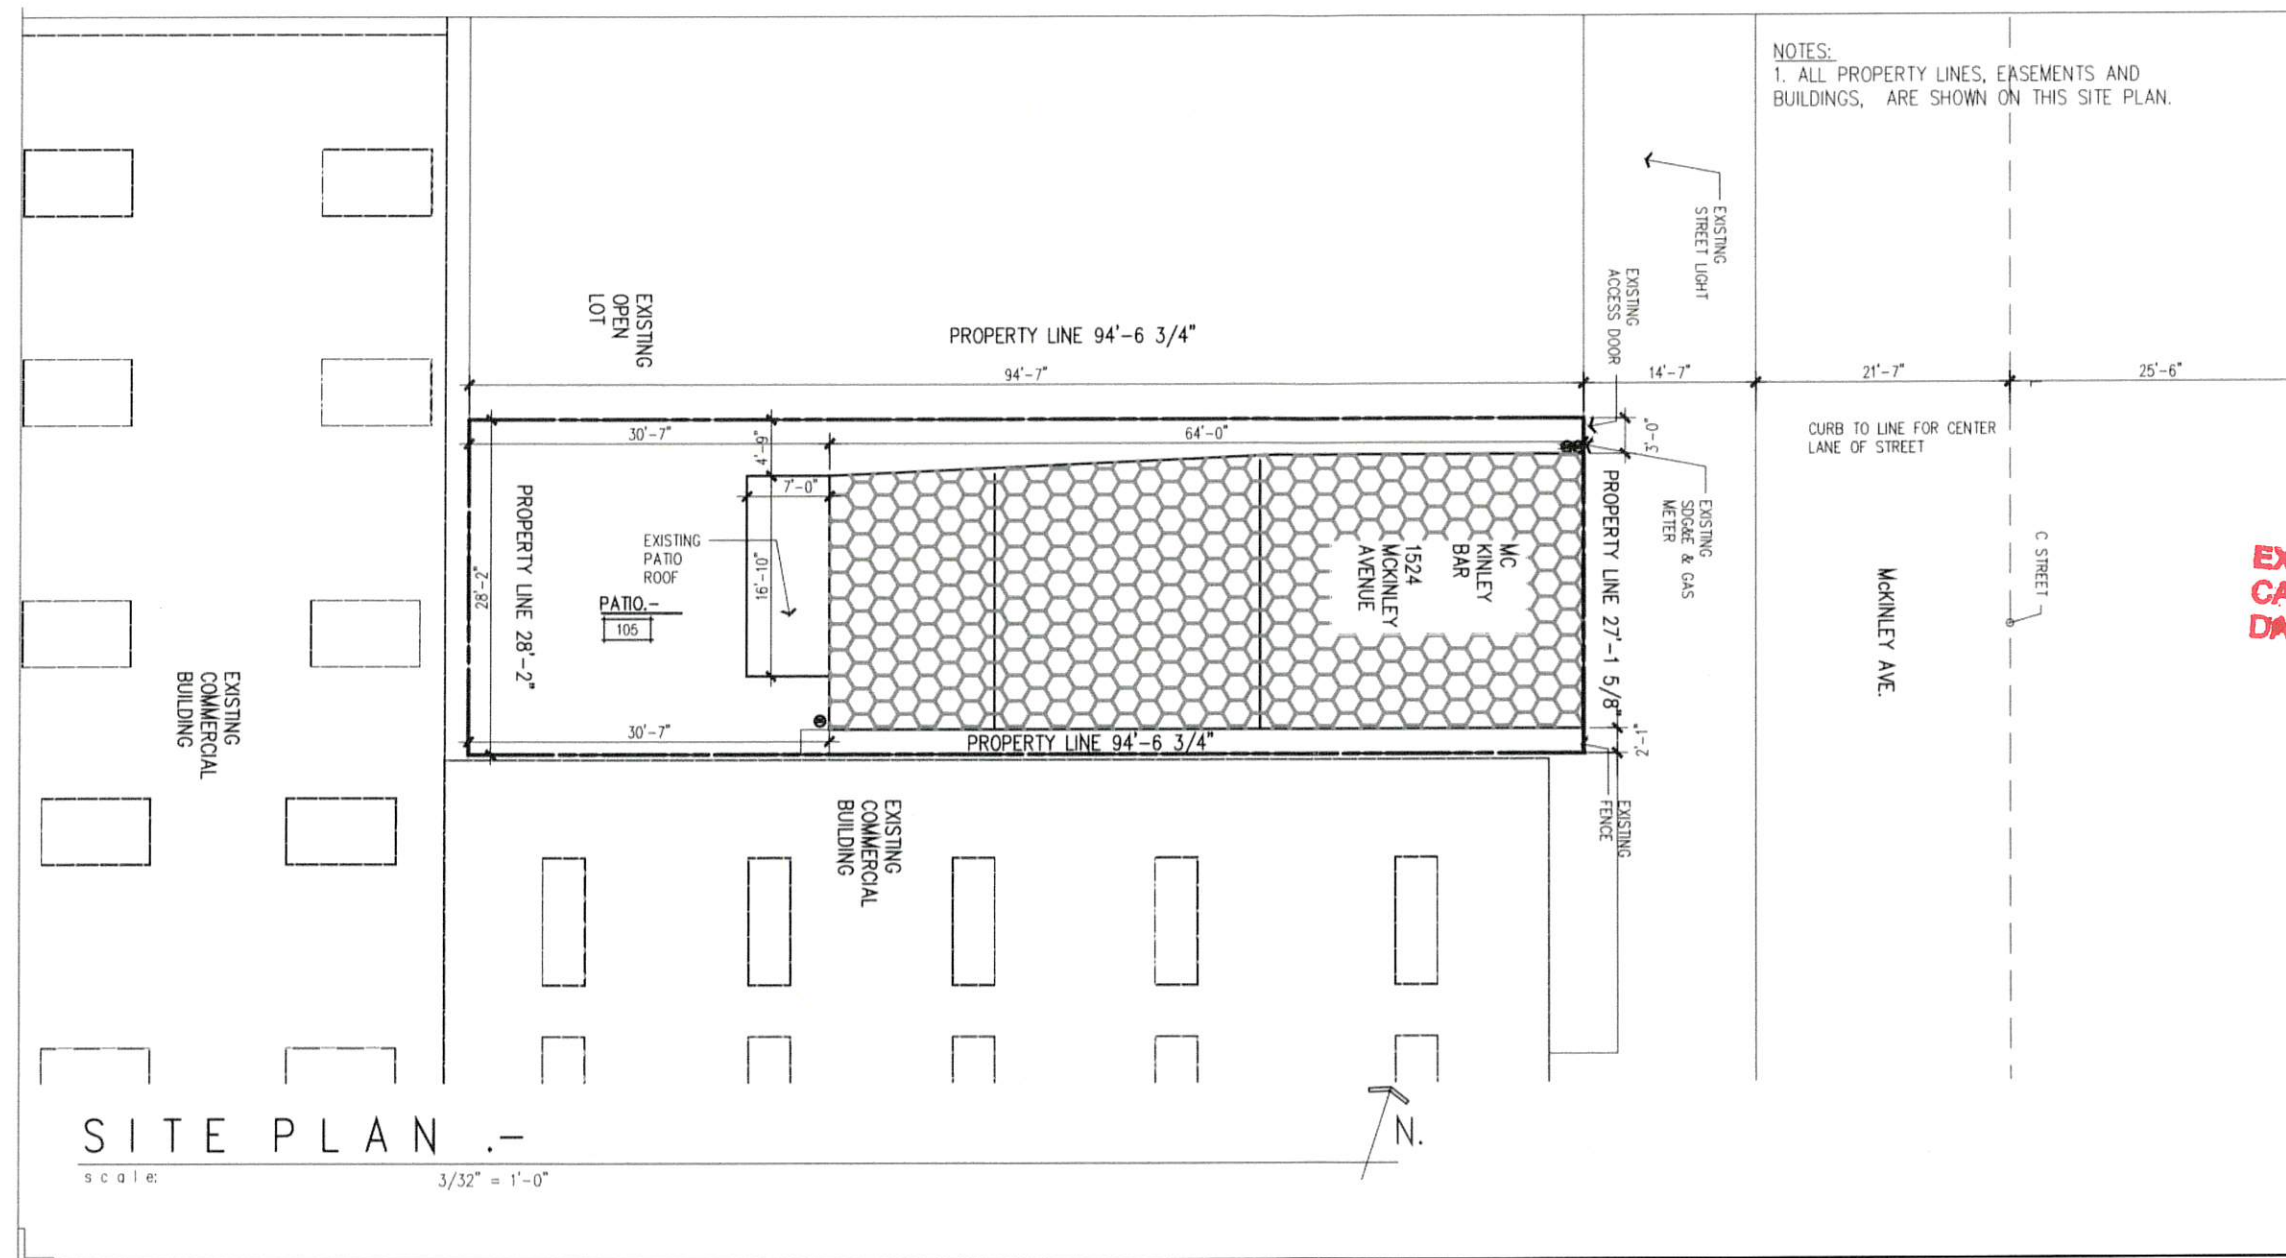 NOTES:
1. ALL PROPERTY LINES, EASEMENTS AND
BUILDINGS, ARE SHOWN ON THIS SITE PLAN.
EXISTING
STREET LIGHT
EXISTING
ACCESS DOOR
EXISTING
OPEN
LOT
PROPERTY LINE 94'-6 3/4"
94'-7"
14'-7"
21'-7"
25'-6"
CURB TO LINE FOR CENTER
LANE OF STREET
30'-7"
4'-9"
64'-0"
3'-0"
7'-0"
EXISTING
SDG&E & GAS
METER
PROPERTY LINE 27'-1 5/8"
PROPERTY LINE 28'-2"
28'-2"
EXISTING
PATIO
ROOF
16'-10"
PATIO.-
105
MC
KINLEY
BAR
1524
MCKINLEY
AVENUE
C STREET
McKINLEY AVE.
EX
CA
DA
EXISTING
COMMERCIAL
BUILDING
30'-7"
PROPERTY LINE 94'-6 3/4"
2'-1"
EXISTING
FENCE
EXISTING
COMMERCIAL
BUILDING
SITE PLAN .-
scale: 3/32" = 1'-0"
N.